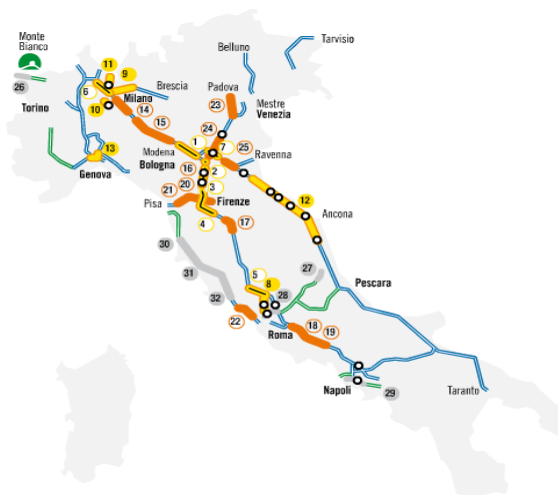 Monte
Bianco
Tarvisio
Belluno
11
9
26
6
Brescia
Padova
Milano
10
23
Mestre
Venezia
Torino
14
15
24
13
Modena
1
7
25
Ravenna
Genova
Bologna
16
2
21
20
3
Firenze
12
Pisa
4
17
Ancona
30
31
5
8
27
32
28
Pescara
22
Roma
18
19
Napoli
29
Taranto